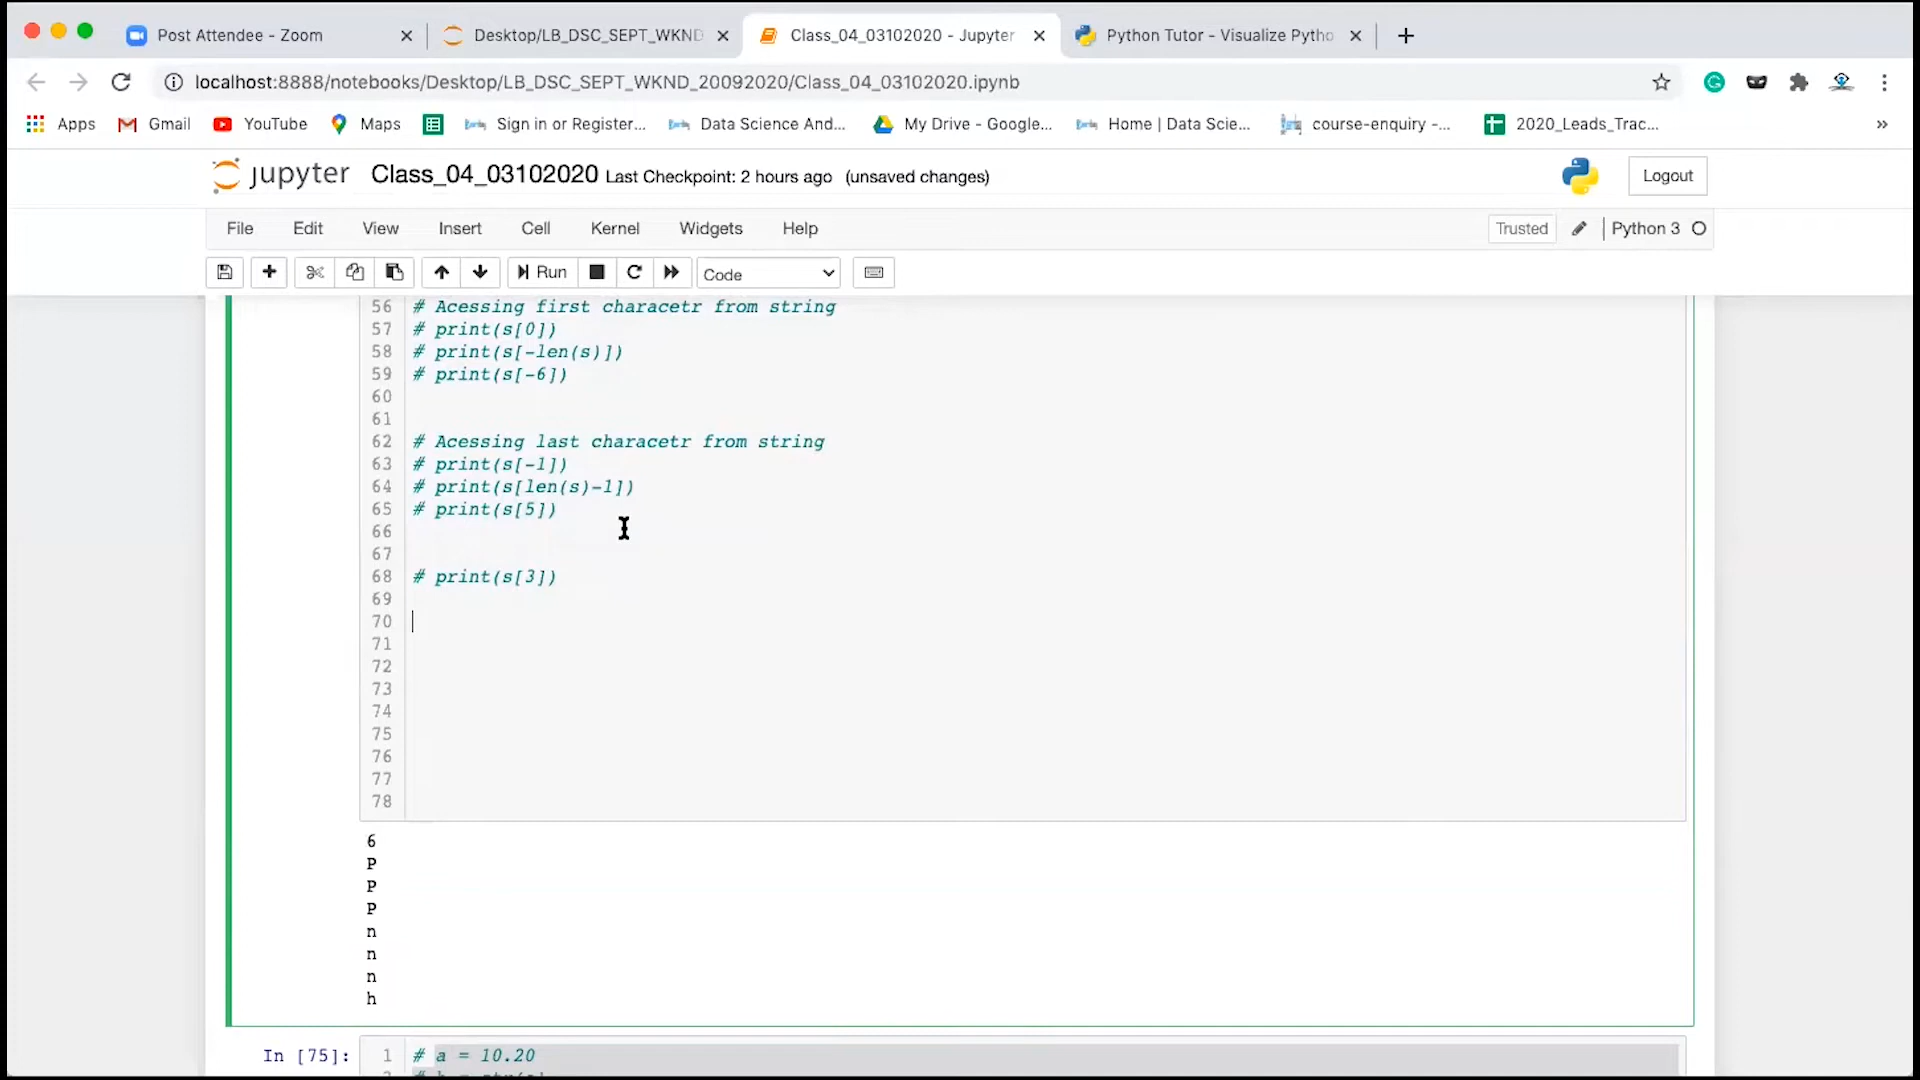 Post Attendee - Zoom
Desktop/LB_DSC_SEPT_WKND
Class_04_03102020 - Jupyter
Python Tutor - Visualize Pytho
localhost:8888/notebooks/Desktop/LB_DSC_SEPT_WKND_20092020/Class_04_03102020.ipynb
Apps Gmail YouTube Maps Sign in or Register... Data Science And... My Drive - Google... Home | Data Scie... course-enquiry -... 2020_Leads_Trac... »
jupyter Class_04_03102020 Last Checkpoint: 2 hours ago (unsaved changes) Logout
File Edit View Insert Cell Kernel Widgets Help Trusted Python 3
Run Code
56 # Acessing first characetr from string
57 # print(s[0])
58 # print(s[-len(s)])
59 # print(s[-6])
60
61
62 # Acessing last characetr from string
63 # print(s[-1])
64 # print(s[len(s)-1])
65 # print(s[5])
66
67
68 # print(s[3])
69
70
71
72
73
74
75
76
77
78
6
P
P
P
n
n
n
h
In [75]: 1 # a = 10.20